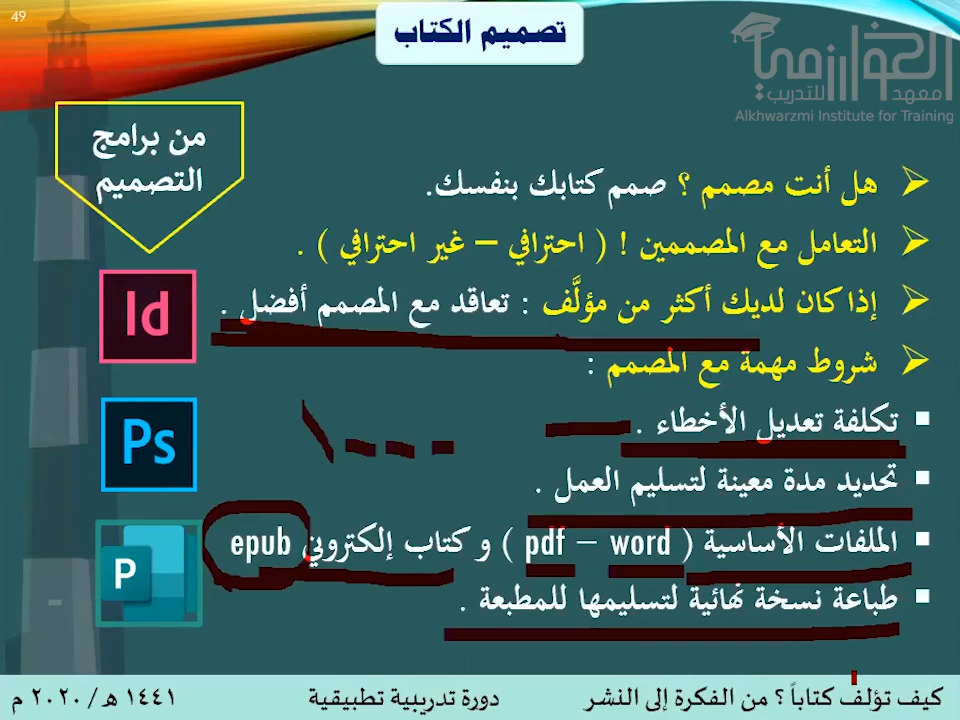 49
تصميم الكتاب
الخوارزمي
معهد للتدريب
Alkhwarzmi Institute for Training
من برامج
التصميم
هل أنت مصمم ؟ صمم كتابك بنفسك.
التعامل مع المصممين ! ( احترافي – غير احترافي ) .
إذا كان لديك أكثر من مؤلَّف : تعاقد مع المصمم أفضل .
شروط مهمة مع المصمم :
تكلفة تعديل الأخطاء .
تحديد مدة معينة لتسليم العمل .
الملفات الأساسية ( pdf – word ) و كتاب إلكتروني epub
طباعة نسخة نهائية لتسليمها للمطبعة .
Id
Ps
P
كيف تؤلف كتاباً ؟ من الفكرة إلى النشر
دورة تدريبية تطبيقية
١٤٤١ هـ / ٢٠٢٠ م